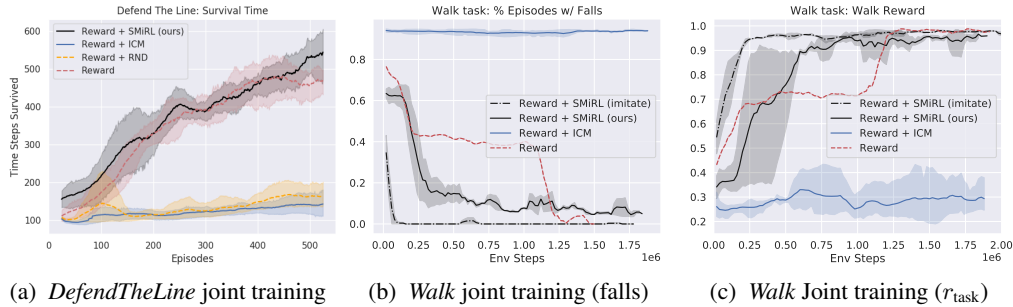 Defend The Line: Survival Time
Reward + SMiRL (ours)
Reward + ICM
Reward + RND
Reward
Time Steps Survived
600
500
400
300
200
100
0 100 200 300 400 500
Episodes
Walk task: % Episodes w/ Falls
0.8
0.6
0.4
0.2
0.0
Reward + SMiRL (imitate)
Reward + SMiRL (ours)
Reward + ICM
Reward
0.00 0.25 0.50 0.75 1.00 1.25 1.50 1.75
Env Steps
1e6
Walk task: Walk Reward
1.0
0.9
0.8
0.7
0.6
0.5
0.4
0.3
0.2
Reward + SMiRL (imitate)
Reward + SMiRL (ours)
Reward + ICM
Reward
0.00 0.25 0.50 0.75 1.00 1.25 1.50 1.75 2.00
Env Steps
1e6
(a) DefendTheLine joint training
(b) Walk joint training (falls)
(c) Walk Joint training (r_task)